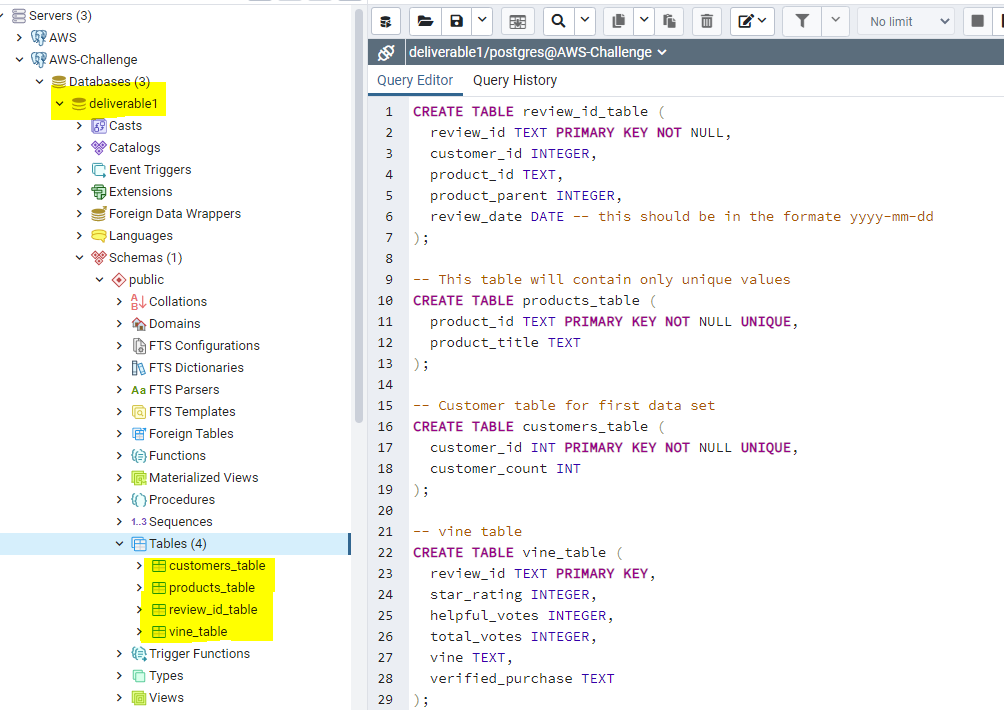 Servers (3)
AWS
AWS-Challenge
Databases (3)
deliverable1
Casts
Catalogs
Event Triggers
Extensions
Foreign Data Wrappers
Languages
Schemas (1)
public
Collations
Domains
FTS Configurations
FTS Dictionaries
Aa FTS Parsers
FTS Templates
Foreign Tables
Functions
Materialized Views
Procedures
1..3 Sequences
Tables (4)
customers_table
products_table
review_id_table
vine_table
Trigger Functions
Types
Views
No limit
deliverable1/postgres@AWS-Challenge
Query Editor Query History
1 CREATE TABLE review_id_table (
2 review_id TEXT PRIMARY KEY NOT NULL,
3 customer_id INTEGER,
4 product_id TEXT,
5 product_parent INTEGER,
6 review_date DATE -- this should be in the formate yyyy-mm-dd
7 );
8
9 -- This table will contain only unique values
10 CREATE TABLE products_table (
11 product_id TEXT PRIMARY KEY NOT NULL UNIQUE,
12 product_title TEXT
13 );
14
15 -- Customer table for first data set
16 CREATE TABLE customers_table (
17 customer_id INT PRIMARY KEY NOT NULL UNIQUE,
18 customer_count INT
19 );
20
21 -- vine table
22 CREATE TABLE vine_table (
23 review_id TEXT PRIMARY KEY,
24 star_rating INTEGER,
25 helpful_votes INTEGER,
26 total_votes INTEGER,
27 vine TEXT,
28 verified_purchase TEXT
29 );